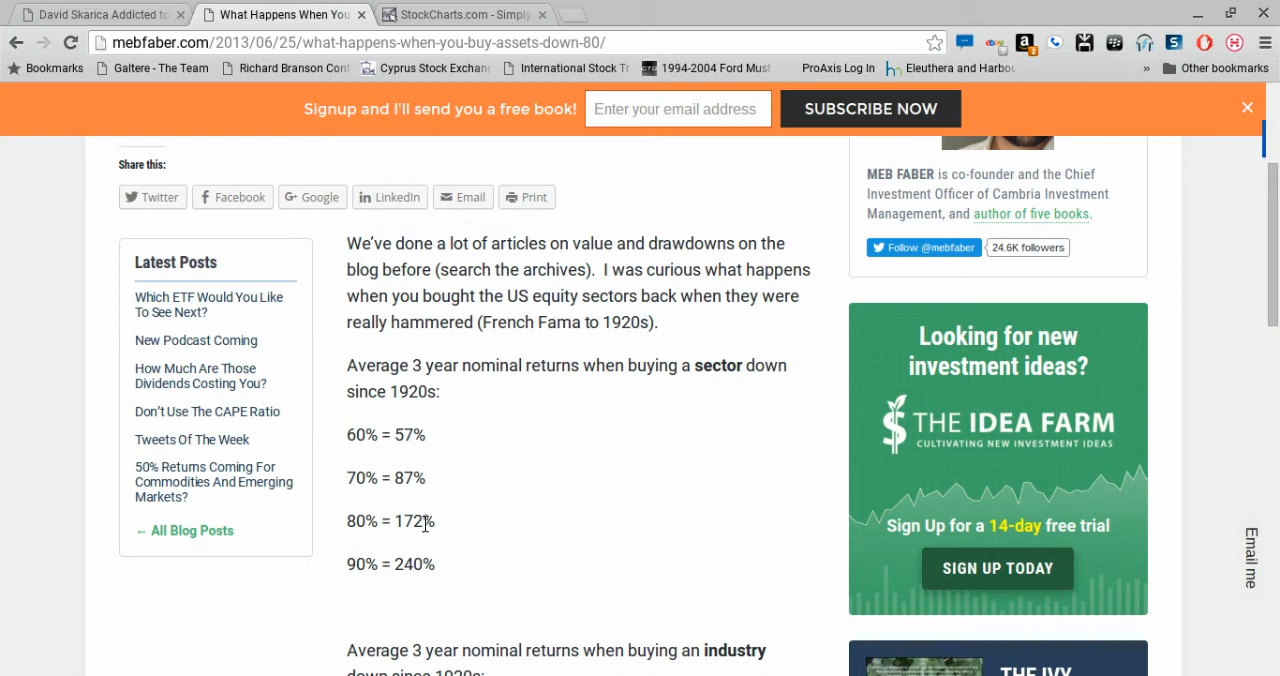 David Skarica Addicted to
What Happens When You
StockCharts.com - Simply
mebfaber.com/2013/06/25/what-happens-when-you-buy-assets-down-80/
Bookmarks
Galtere - The Team
Richard Branson Cont
Cyprus Stock Exchang
International Stock Tr
1994-2004 Ford Must
ProAxis Log In
Eleuthera and Harbou
»
Other bookmarks
Signup and I'll send you a free book!
Enter your email address
SUBSCRIBE NOW
Share this:
Twitter
Facebook
Google
LinkedIn
Email
Print
Latest Posts
Which ETF Would You Like
To See Next?
New Podcast Coming
How Much Are Those
Dividends Costing You?
Don't Use The CAPE Ratio
Tweets Of The Week
50% Returns Coming For
Commodities And Emerging
Markets?
← All Blog Posts
We've done a lot of articles on value and drawdowns on the
blog before (search the archives). I was curious what happens
when you bought the US equity sectors back when they were
really hammered (French Fama to 1920s).
Average 3 year nominal returns when buying a sector down
since 1920s:
60% = 57%
70% = 87%
80% = 172%
90% = 240%
Average 3 year nominal returns when buying an industry
down since 1920s:
MEB FABER is co-founder and the Chief
Investment Officer of Cambria Investment
Management, and author of five books.
Follow @mebfaber
24.6K followers
Looking for new
investment ideas?
THE IDEA FARM
CULTIVATING NEW INVESTMENT IDEAS
Sign Up for a 14-day free trial
SIGN UP TODAY
THE IVY
Email me